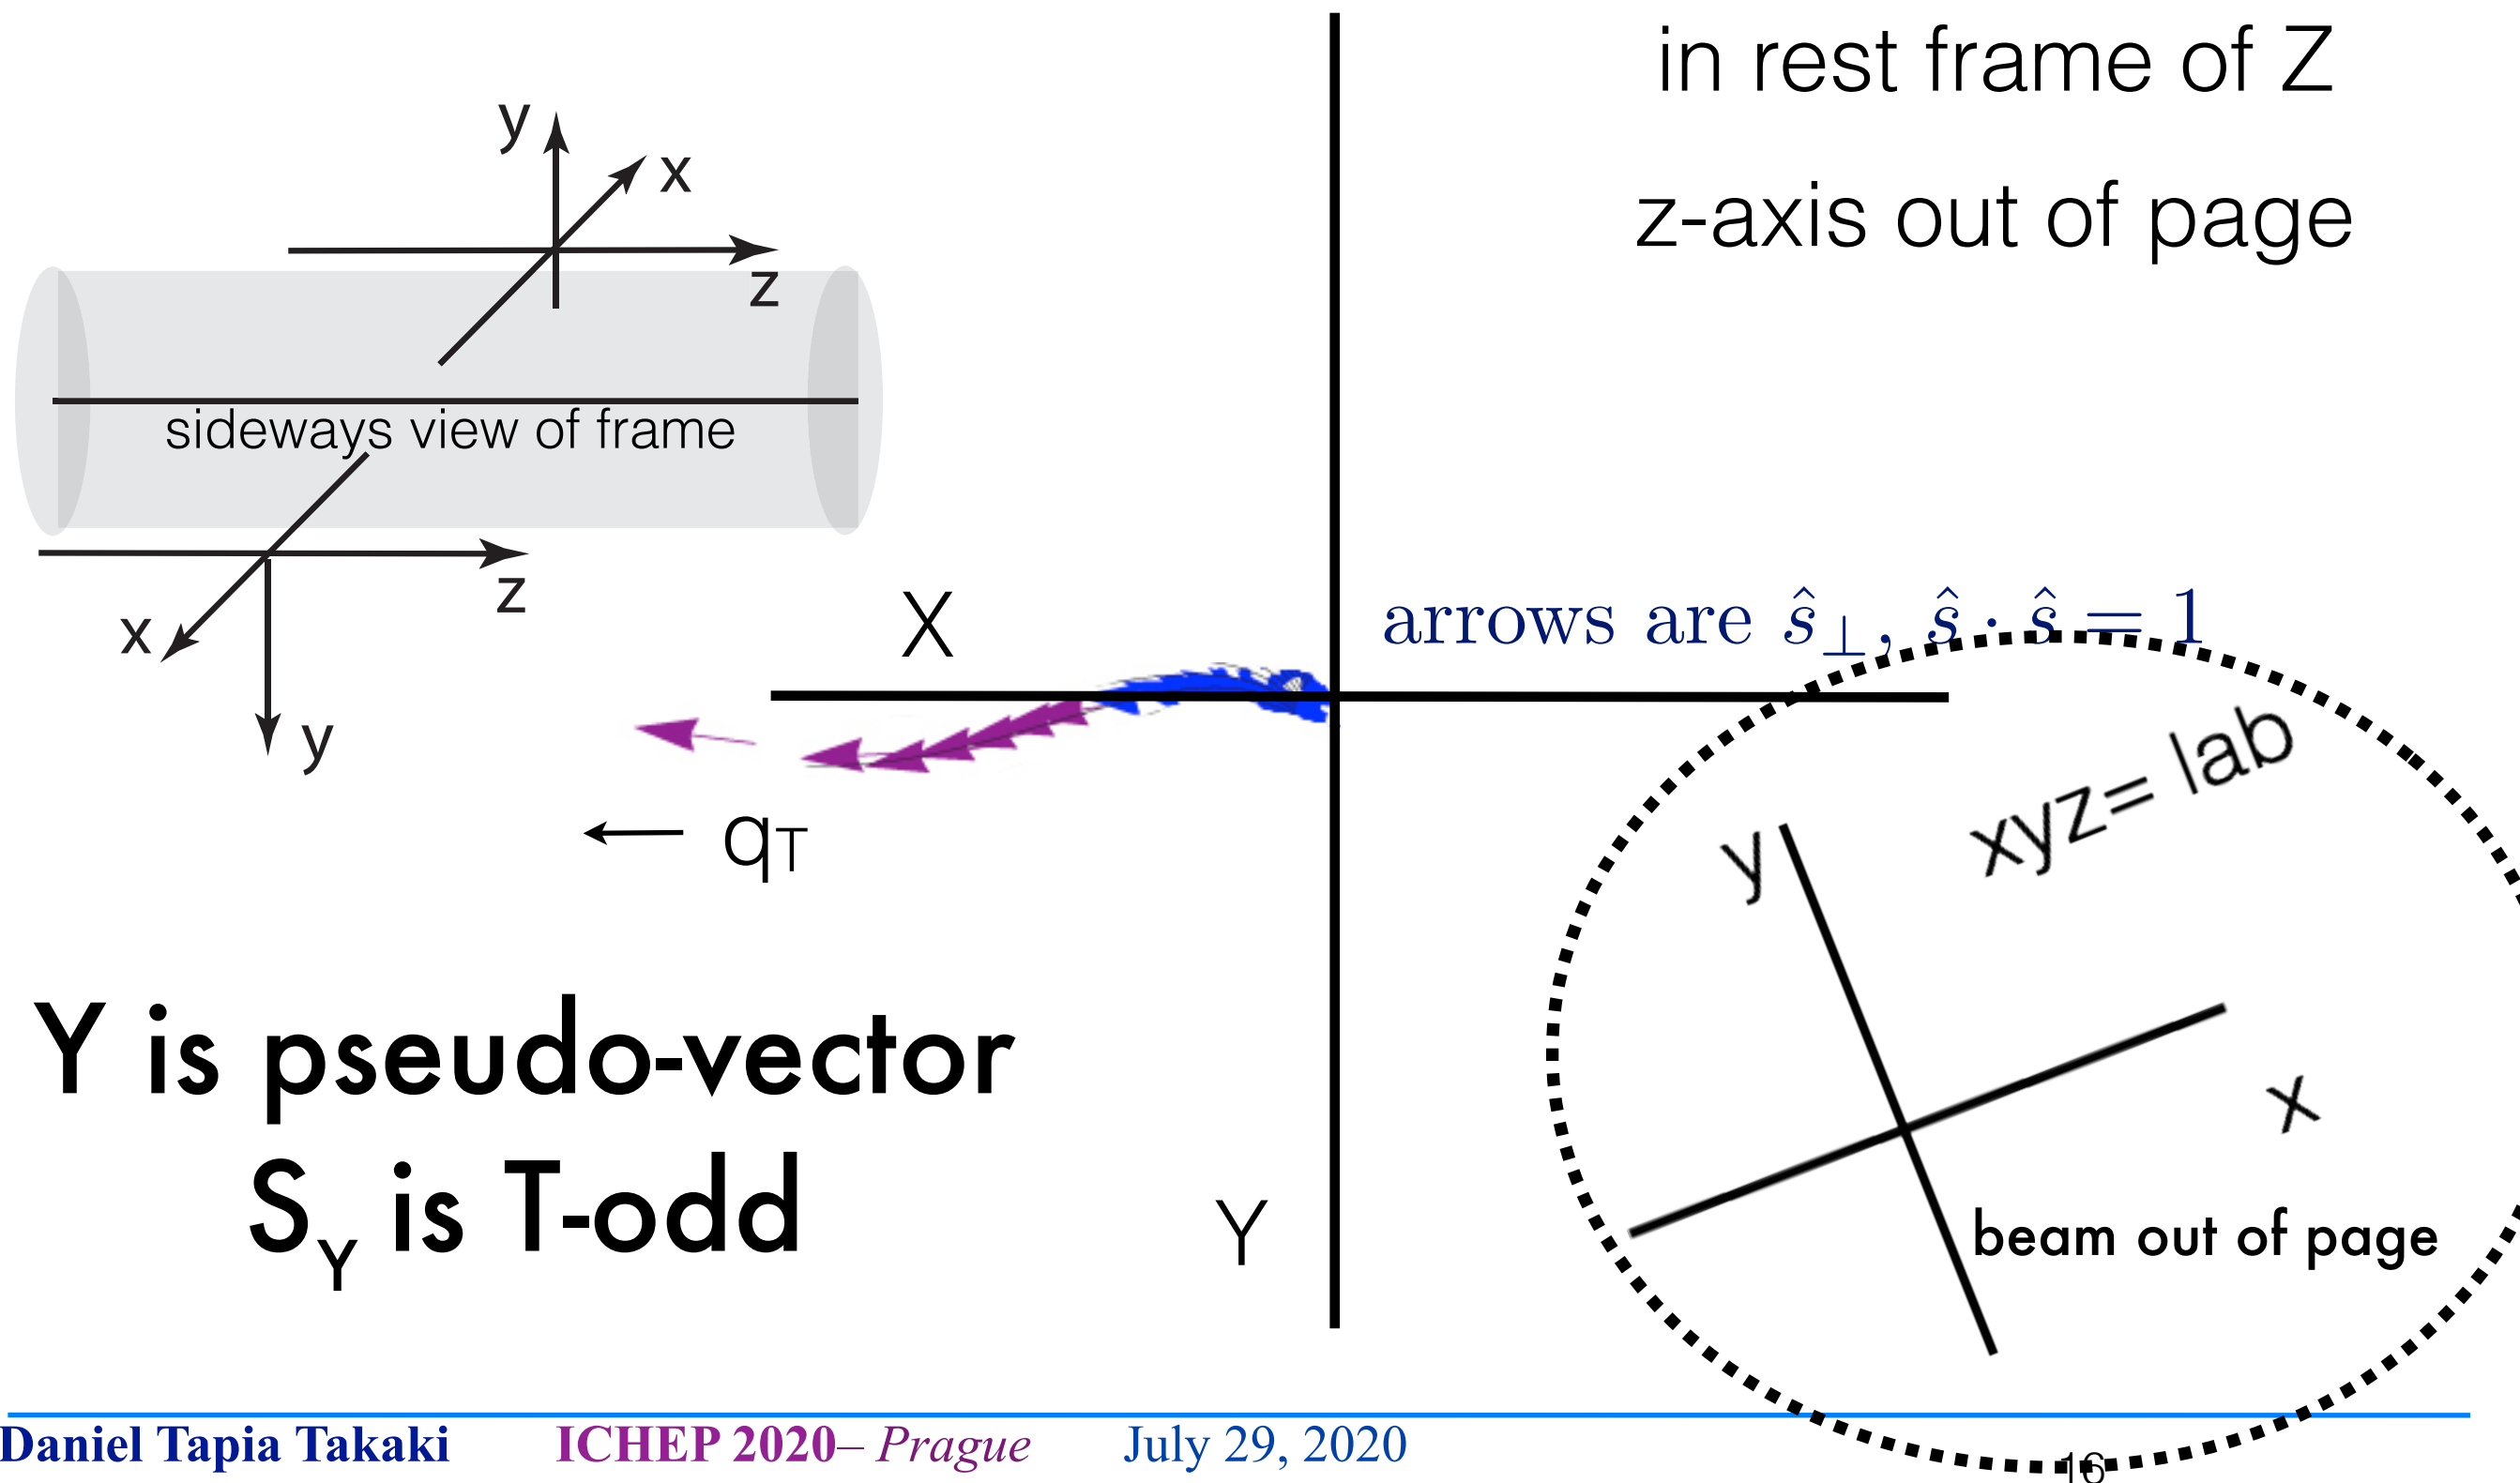 in rest frame of Z
z-axis out of page
y
x
z
sideways view of frame
z
x
y
X
arrows are ŝ⊥, ŝ · ŝ = 1
qT
xyz= lab
y
x
beam out of page
Y is pseudo-vector
SY is T-odd
Y
Daniel Tapia Takaki ICHEP 2020– Prague July 29, 2020
16